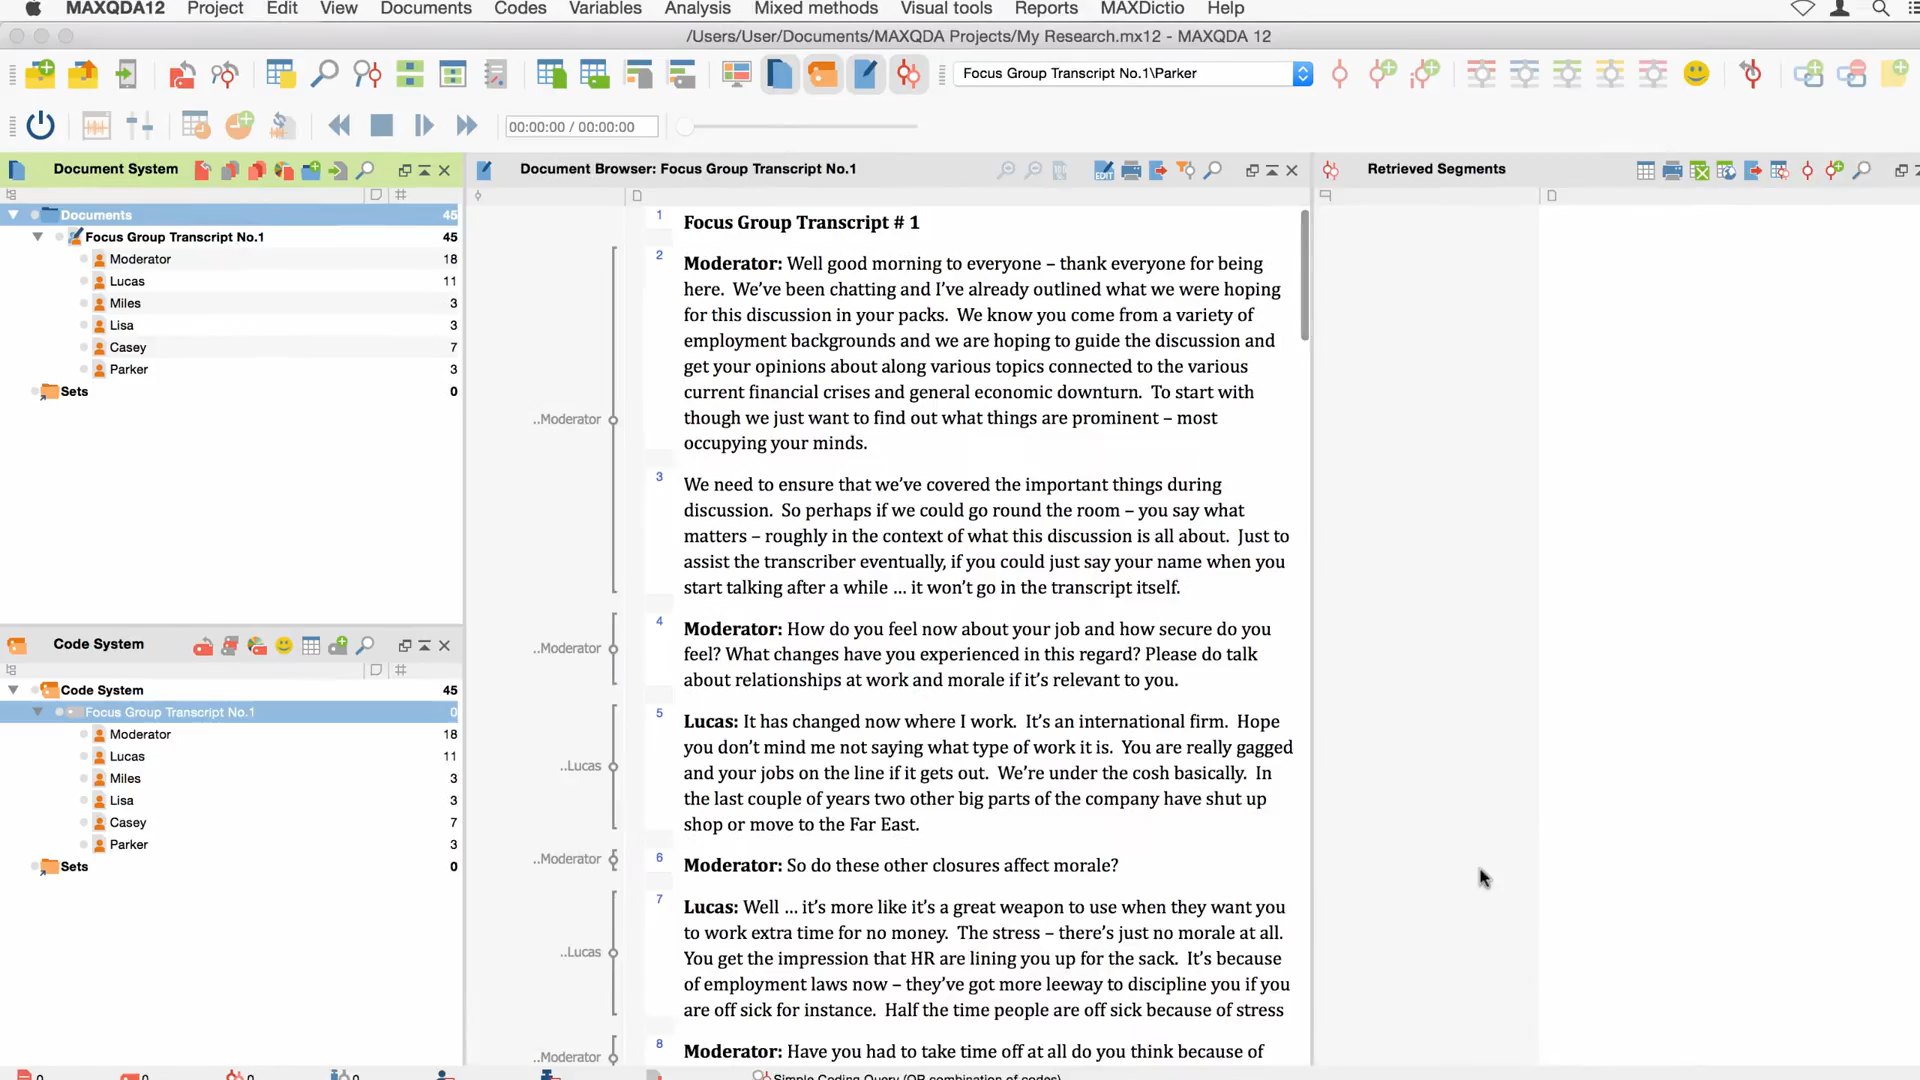 MAXQDA12 Project Edit View Documents Codes Variables Analysis Mixed methods Visual tools Reports MAXDictio Help
/Users/User/Documents/MAXQDA Projects/My Research.mx12 - MAXQDA 12
Focus Group Transcript No.1\Parker
00:00:00 / 00:00:00
Document System
#
Documents 45
Focus Group Transcript No.1 45
Moderator 18
Lucas 11
Miles 3
Lisa 3
Casey 7
Parker 3
Sets 0
Code System
#
Code System 45
Focus Group Transcript No.1 0
Moderator 18
Lucas 11
Miles 3
Lisa 3
Casey 7
Parker 3
Sets 0
Document Browser: Focus Group Transcript No.1
EDIT
1 Focus Group Transcript # 1
2 Moderator: Well good morning to everyone – thank everyone for being
here. We've been chatting and I've already outlined what we were hoping
for this discussion in your packs. We know you come from a variety of
employment backgrounds and we are hoping to guide the discussion and
get your opinions about along various topics connected to the various
current financial crises and general economic downturn. To start with
..Moderator though we just want to find out what things are prominent – most
occupying your minds.
3 We need to ensure that we've covered the important things during
discussion. So perhaps if we could go round the room – you say what
matters – roughly in the context of what this discussion is all about. Just to
assist the transcriber eventually, if you could just say your name when you
start talking after a while ... it won't go in the transcript itself.
4 Moderator: How do you feel now about your job and how secure do you
..Moderator feel? What changes have you experienced in this regard? Please do talk
about relationships at work and morale if it's relevant to you.
5 Lucas: It has changed now where I work. It's an international firm. Hope
you don't mind me not saying what type of work it is. You are really gagged
..Lucas and your jobs on the line if it gets out. We're under the cosh basically. In
the last couple of years two other big parts of the company have shut up
shop or move to the Far East.
..Moderator 6 Moderator: So do these other closures affect morale?
7 Lucas: Well ... it's more like it's a great weapon to use when they want you
to work extra time for no money. The stress – there's just no morale at all.
..Lucas You get the impression that HR are lining you up for the sack. It's because
of employment laws now – they've got more leeway to discipline you if you
are off sick for instance. Half the time people are off sick because of stress
..Moderator 8 Moderator: Have you had to take time off at all do you think because of
Retrieved Segments
0 0 0 0 Simple Coding Query (OR combination of codes)